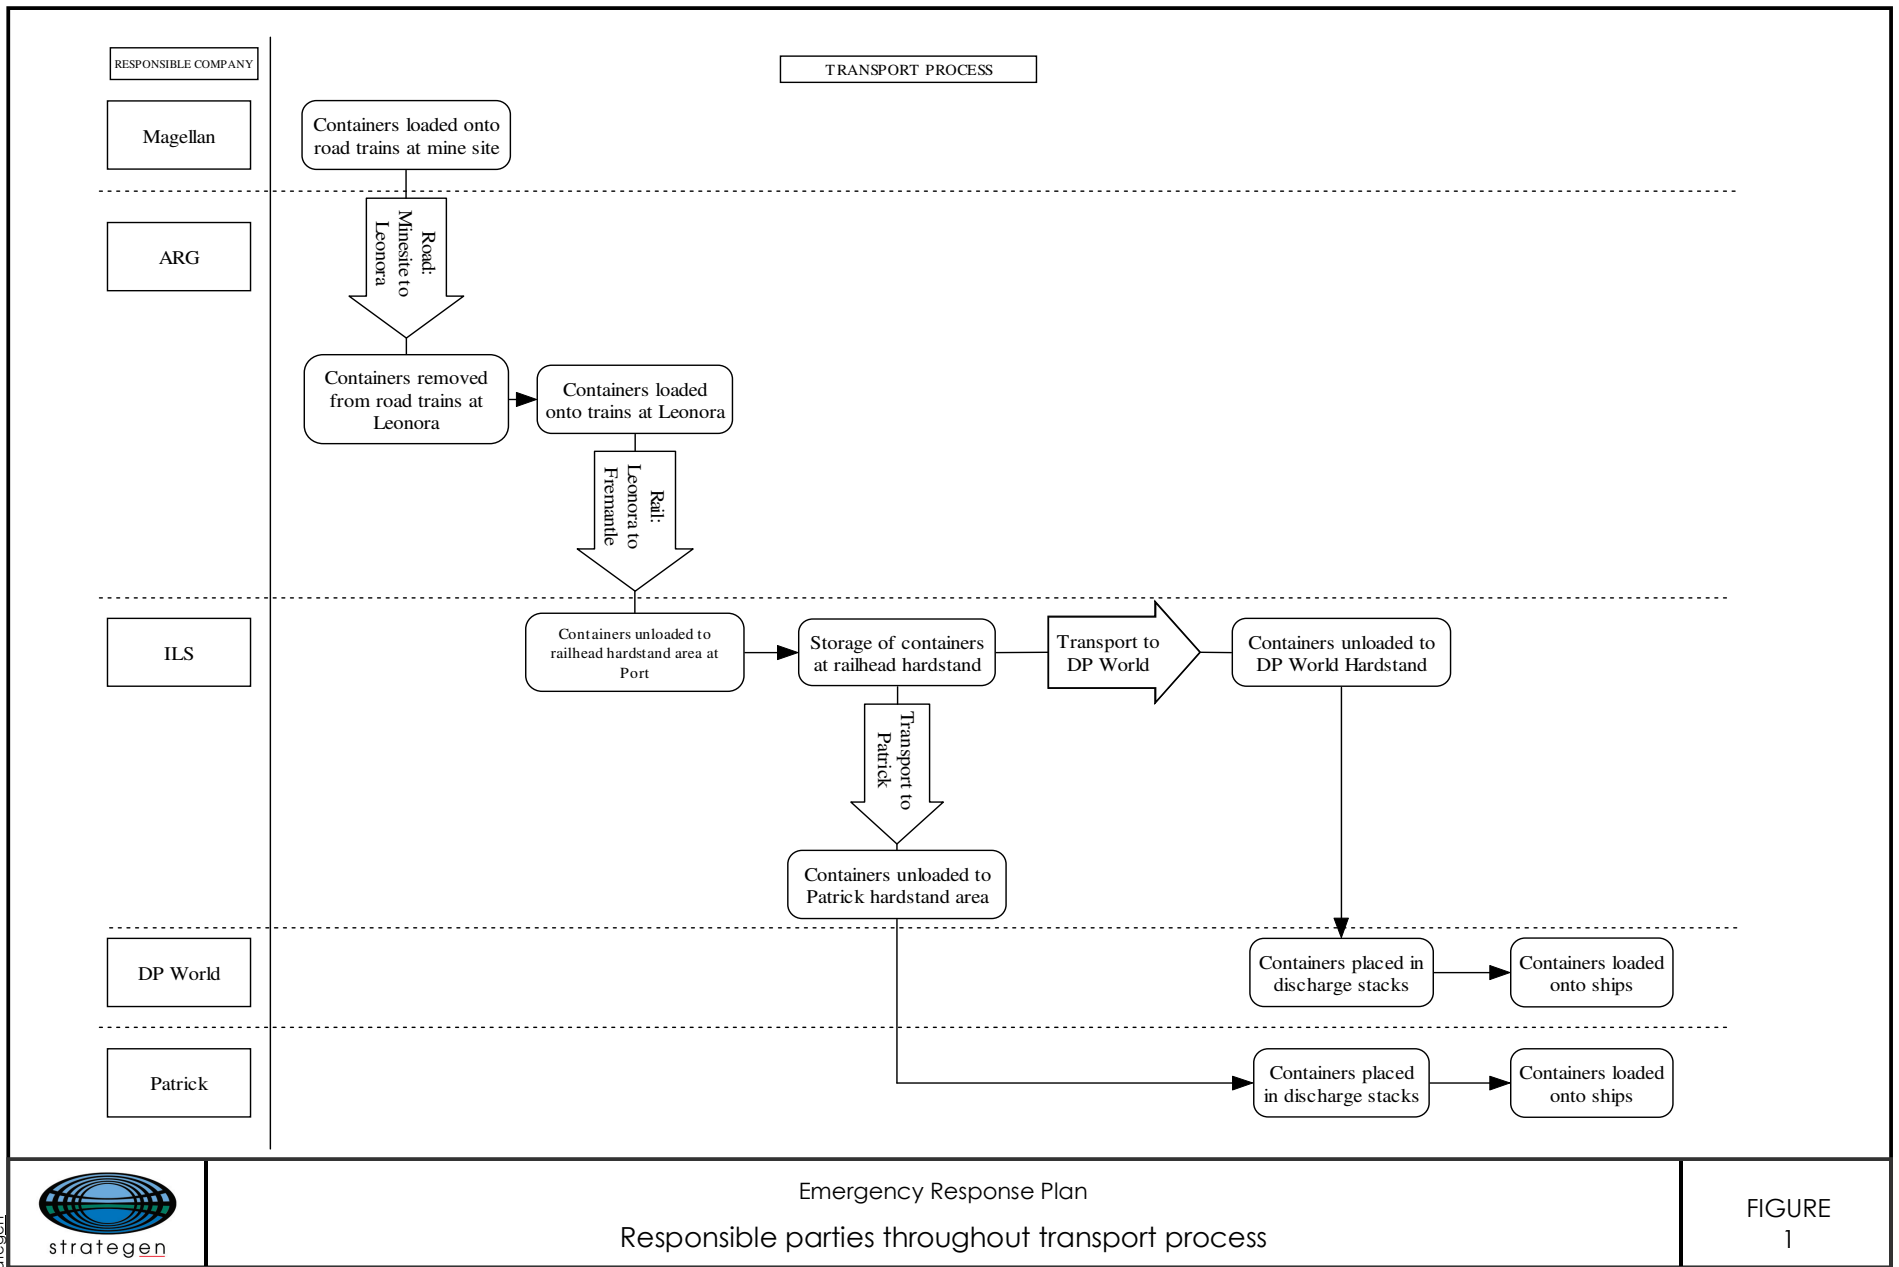 RESPONSIBLE COMPANY
TRANSPORT PROCESS
Magellan
Containers loaded onto
road trains at mine site
ARG
Road:
Minesite to
Leonora
Containers removed
from road trains at
Leonora
Containers loaded
onto trains at Leonora
Rail:
Leonora to
Fremantle
ILS
Containers unloaded to
railhead hardstand area at
Port
Storage of containers
at railhead hardstand
Transport to
DP World
Containers unloaded to
DP World Hardstand
Transport to
Patrick
Containers unloaded to
Patrick hardstand area
DP World
Containers placed in
discharge stacks
Containers loaded
onto ships
Patrick
Containers placed
in discharge stacks
Containers loaded
onto ships
strategen
Emergency Response Plan
Responsible parties throughout transport process
FIGURE
1